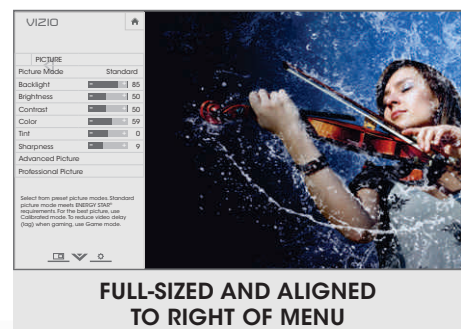 VIZIO
PICTURE
Picture Mode Standard
Backlight 85
Brightness 50
Contrast 50
Color 59
Tint 0
Sharpness 9
Advanced Picture
Professional Picture
Select from preset picture modes. Standard
picture mode meets ENERGY STAR®
requirements. For the best picture, use
Calibrated mode. To reduce video delay
(lag) when gaming, use Game mode.
FULL-SIZED AND ALIGNED
TO RIGHT OF MENU